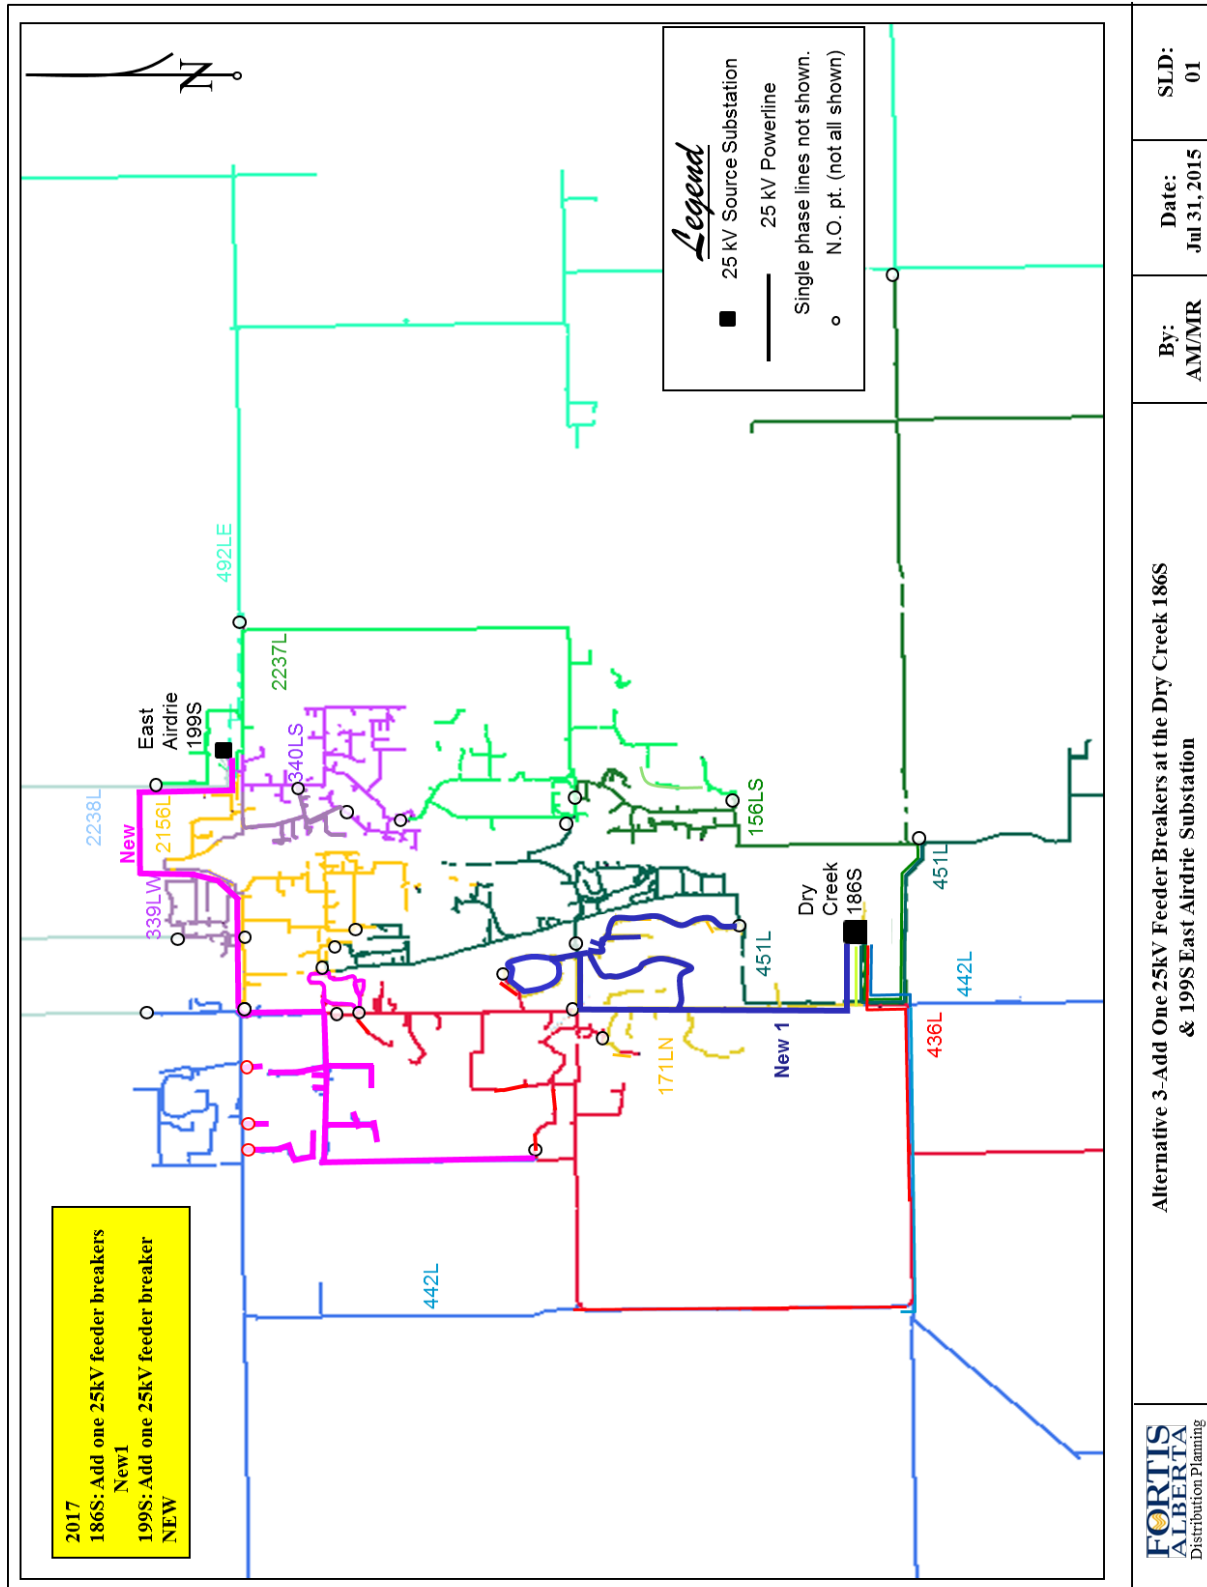 2017
186S: Add one 25kV feeder breakers
New1
199S: Add one 25kV feeder breaker
NEW
N
Legend
25 kV Source Substation
25 kV Powerline
Single phase lines not shown.
N.O. pt. (not all shown)
2238L
New
2156L
339LW
East
Airdrie
199S
492LE
2237L
340LS
442L
171LN
New 1
451L
156LS
Dry
Creek
186S
451L
442L
436L
FORTIS
ALBERTA
Distribution Planning
Alternative 3-Add One 25kV Feeder Breakers at the Dry Creek 186S
& 199S East Airdrie Substation
By:
AM/MR
Date:
Jul 31, 2015
SLD:
01